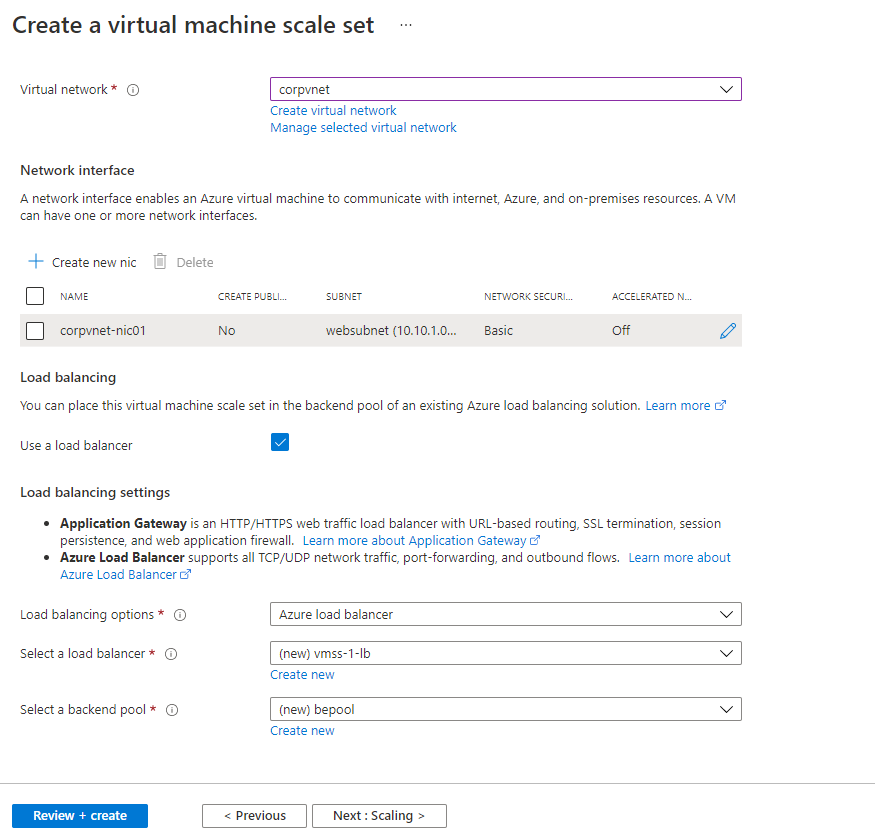 Create a virtual machine scale set ...
Virtual network * corpvnet
Create virtual network
Manage selected virtual network
Network interface
A network interface enables an Azure virtual machine to communicate with internet, Azure, and on-premises resources. A VM
can have one or more network interfaces.
Create new nic Delete
NAME CREATE PUBLI... SUBNET NETWORK SECURI... ACCELERATED N...
corpvnet-nic01 No websubnet (10.10.1.0... Basic Off
Load balancing
You can place this virtual machine scale set in the backend pool of an existing Azure load balancing solution. Learn more
Use a load balancer
Load balancing settings
• Application Gateway is an HTTP/HTTPS web traffic load balancer with URL-based routing, SSL termination, session
persistence, and web application firewall. Learn more about Application Gateway
• Azure Load Balancer supports all TCP/UDP network traffic, port-forwarding, and outbound flows. Learn more about
Azure Load Balancer
Load balancing options * Azure load balancer
Select a load balancer * (new) vmss-1-lb
Create new
Select a backend pool * (new) bepool
Create new
Review + create < Previous Next : Scaling >